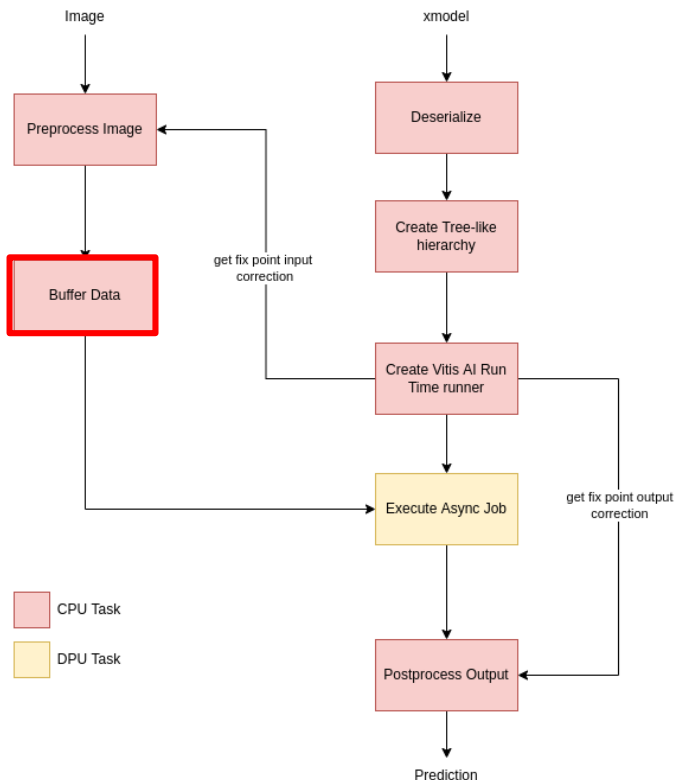 Image
xmodel
Preprocess Image
Deserialize
Create Tree-like
hierarchy
get fix point input
correction
Buffer Data
Create Vitis AI Run
Time runner
get fix point output
correction
Execute Async Job
CPU Task
DPU Task
Postprocess Output
Prediction